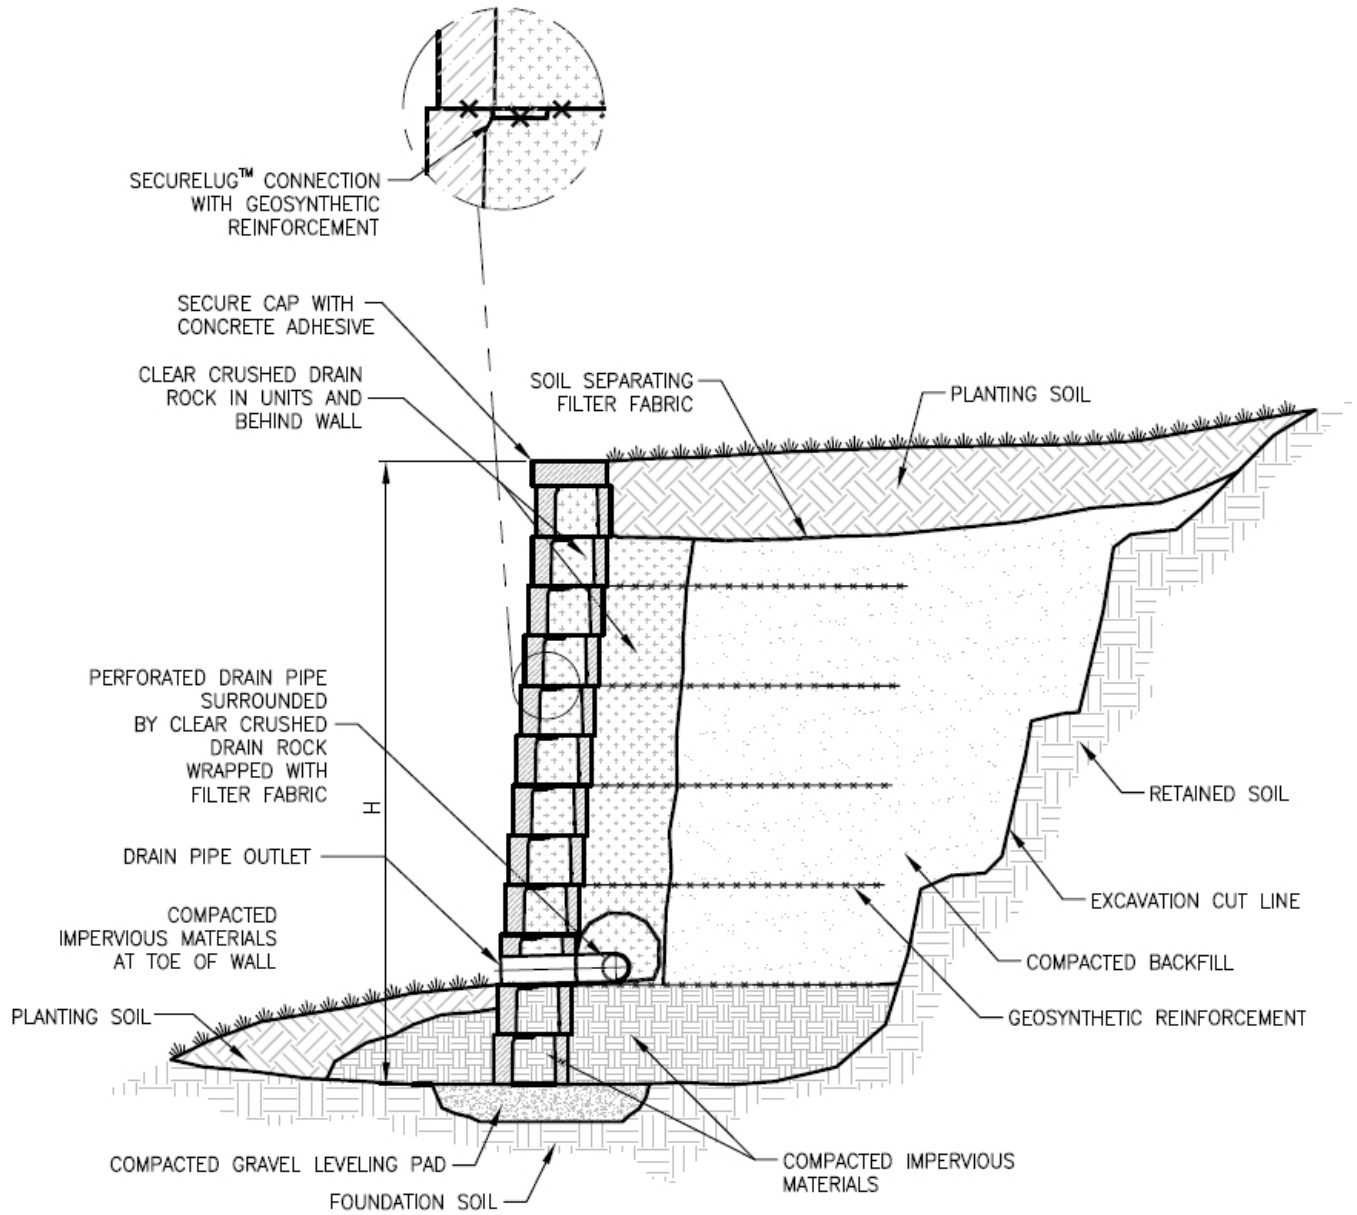 SECURELUG™ CONNECTION
WITH GEOSYNTHETIC
REINFORCEMENT
SECURE CAP WITH
CONCRETE ADHESIVE
CLEAR CRUSHED DRAIN
ROCK IN UNITS AND
BEHIND WALL
SOIL SEPARATING
FILTER FABRIC
PLANTING SOIL
PERFORATED DRAIN PIPE
SURROUNDED
BY CLEAR CRUSHED
DRAIN ROCK
WRAPPED WITH
FILTER FABRIC
H
RETAINED SOIL
DRAIN PIPE OUTLET
EXCAVATION CUT LINE
COMPACTED
IMPERVIOUS MATERIALS
AT TOE OF WALL
COMPACTED BACKFILL
PLANTING SOIL
GEOSYNTHETIC REINFORCEMENT
COMPACTED GRAVEL LEVELING PAD
COMPACTED IMPERVIOUS
MATERIALS
FOUNDATION SOIL